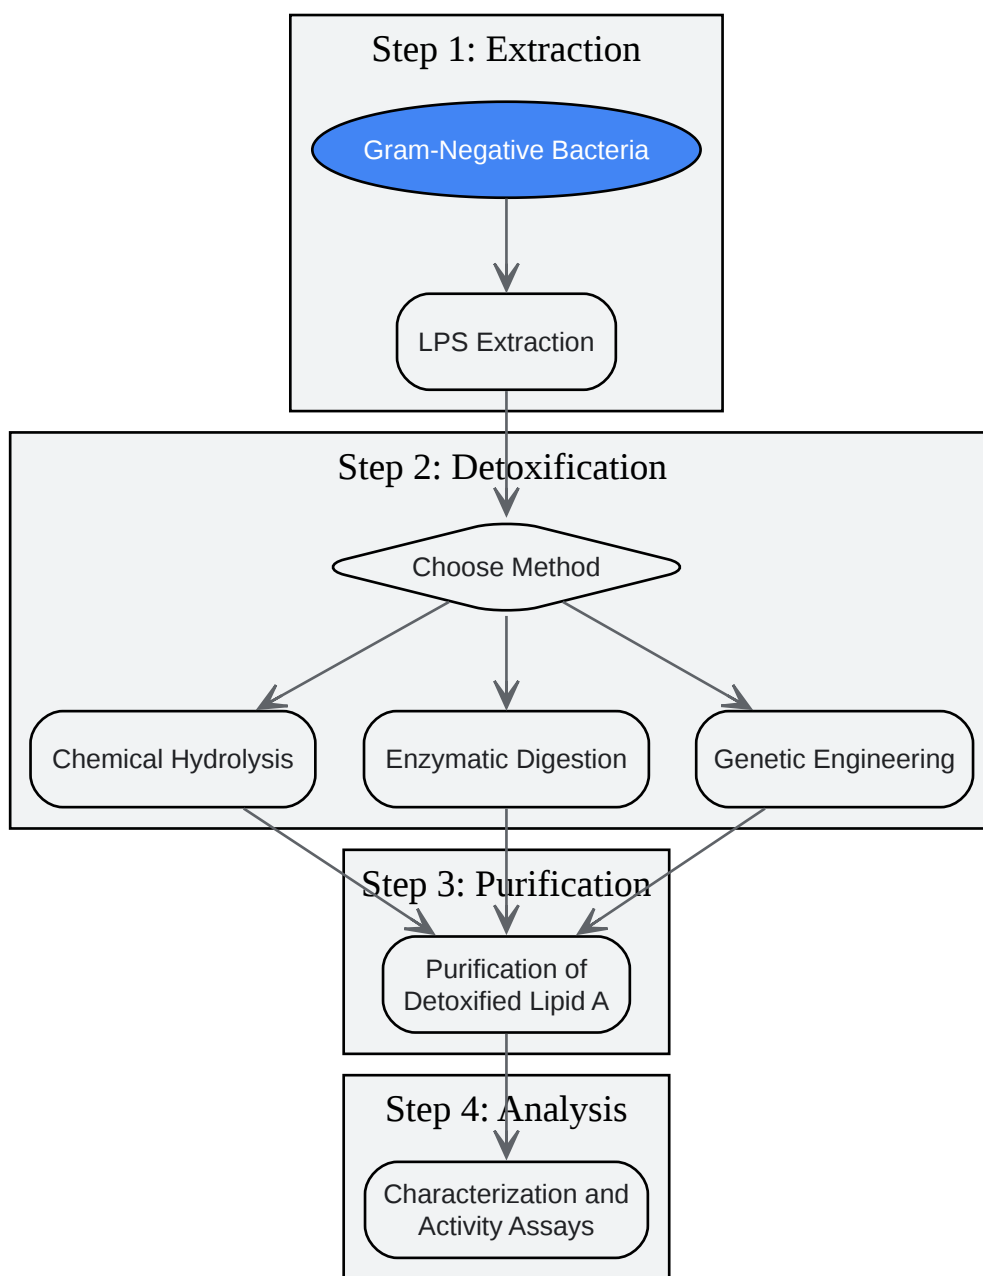 Step 1: Extraction
Gram-Negative Bacteria
LPS Extraction
Step 2: Detoxification
Choose Method
Chemical Hydrolysis
Enzymatic Digestion
Genetic Engineering
Step 3: Purification
Purification of
Detoxified Lipid A
Step 4: Analysis
Characterization and
Activity Assays